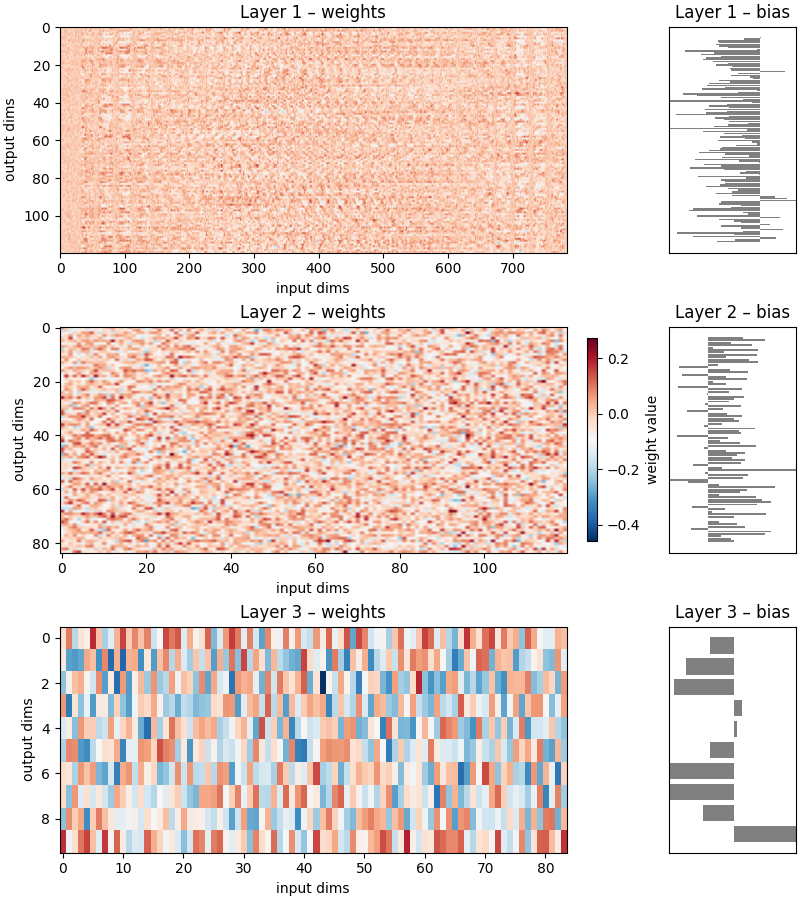 Layer 1 – weights
Layer 1 – bias
0
20
40
60
80
100
output dims
0 100 200 300 400 500 600 700
input dims
Layer 2 – weights
Layer 2 – bias
0
20
40
60
80
output dims
0 20 40 60 80 100
input dims
0.2
0.0
−0.2
−0.4
weight value
Layer 3 – weights
Layer 3 – bias
0
2
4
6
8
output dims
0 10 20 30 40 50 60 70 80
input dims